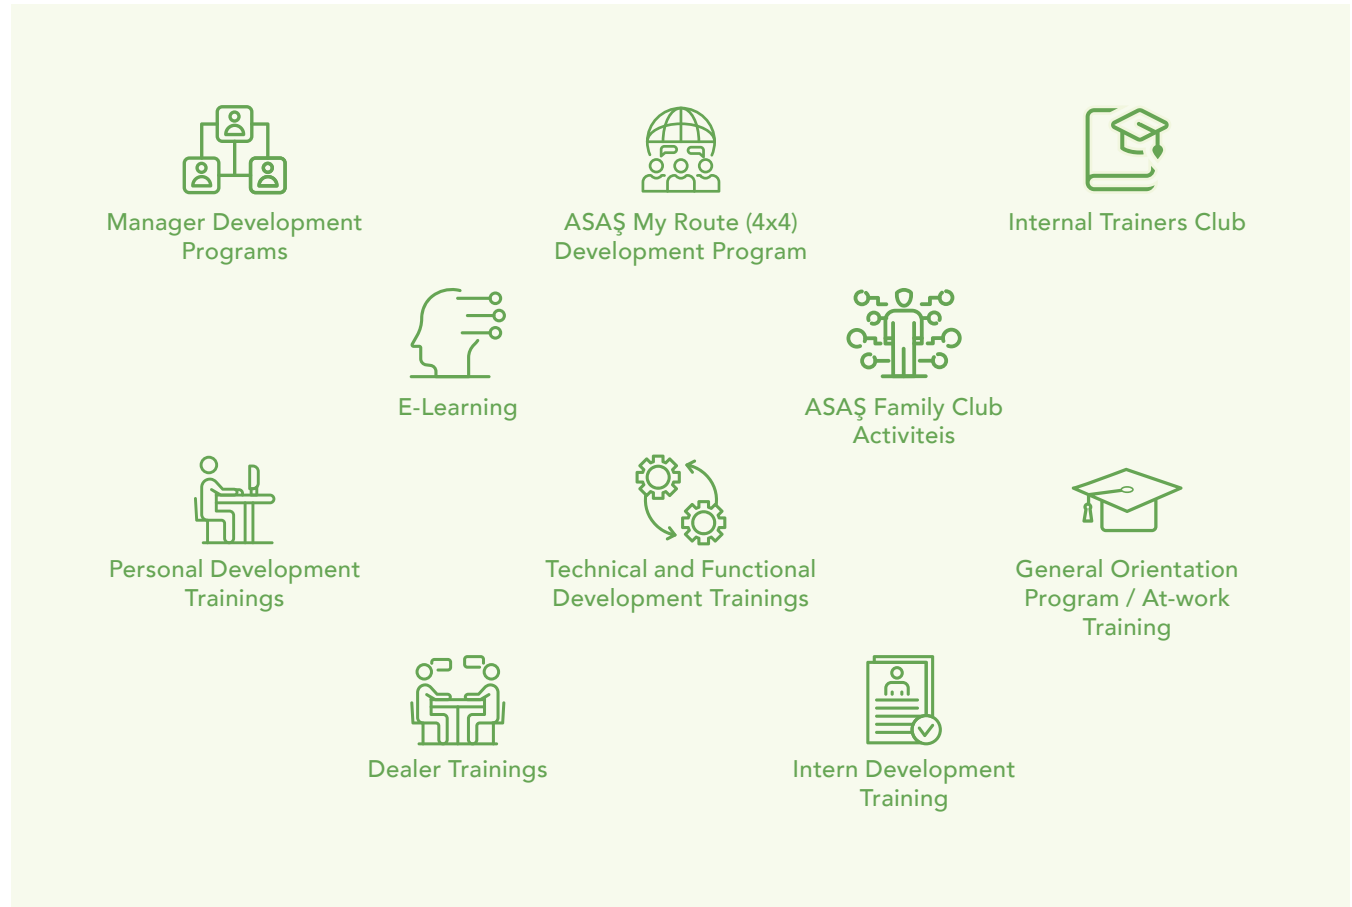 Manager Development
Programs
ASAŞ My Route (4x4)
Development Program
Internal Trainers Club
E-Learning
ASAŞ Family Club
Activiteis
Personal Development
Trainings
Technical and Functional
Development Trainings
General Orientation
Program / At-work
Training
Dealer Trainings
Intern Development
Training